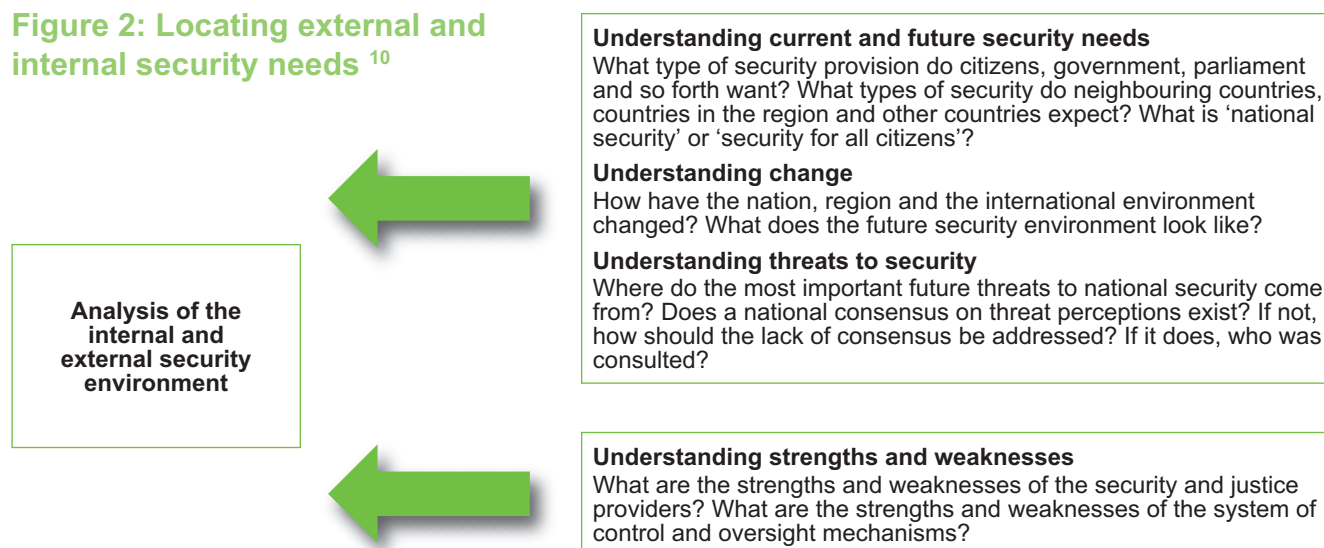 Figure 2: Locating external and
internal security needs 10
Understanding current and future security needs
What type of security provision do citizens, government, parliament
and so forth want? What types of security do neighbouring countries,
countries in the region and other countries expect? What is ‘national
security’ or ‘security for all citizens’?
Understanding change
How have the nation, region and the international environment
changed? What does the future security environment look like?
Understanding threats to security
Where do the most important future threats to national security come
from? Does a national consensus on threat perceptions exist? If not,
how should the lack of consensus be addressed? If it does, who was
consulted?
Analysis of the
internal and
external security
environment
Understanding strengths and weaknesses
What are the strengths and weaknesses of the security and justice
providers? What are the strengths and weaknesses of the system of
control and oversight mechanisms?